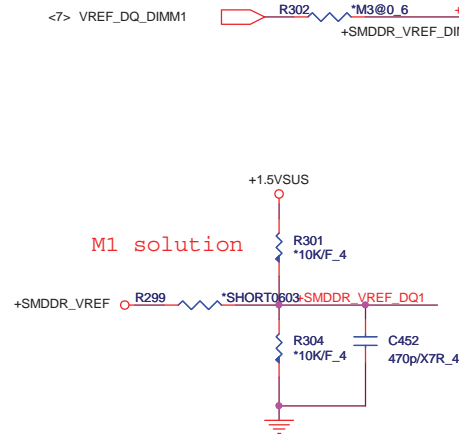 <7> VREF_DQ_DIMM1
R302
*M3@0_6
+
+SMDDR_VREF_DI
+1.5VSUS
M1 solution
R301
*10K/F_4
+SMDDR_VREF
R299
*SHORT0603
+SMDDR_VREF_DQ1
R304
*10K/F_4
C452
470p/X7R_4